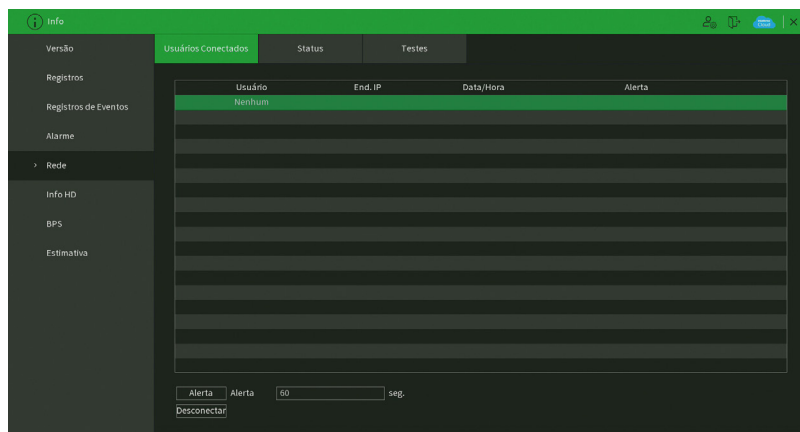 Info
Cloud
×
Versão
Registros
Registros de Eventos
Alarme
› Rede
Info HD
BPS
Estimativa
Usuários Conectados Status Testes
Usuário End. IP Data/Hora Alerta
Nenhum
Alerta Alerta 60 seg.
Desconectar